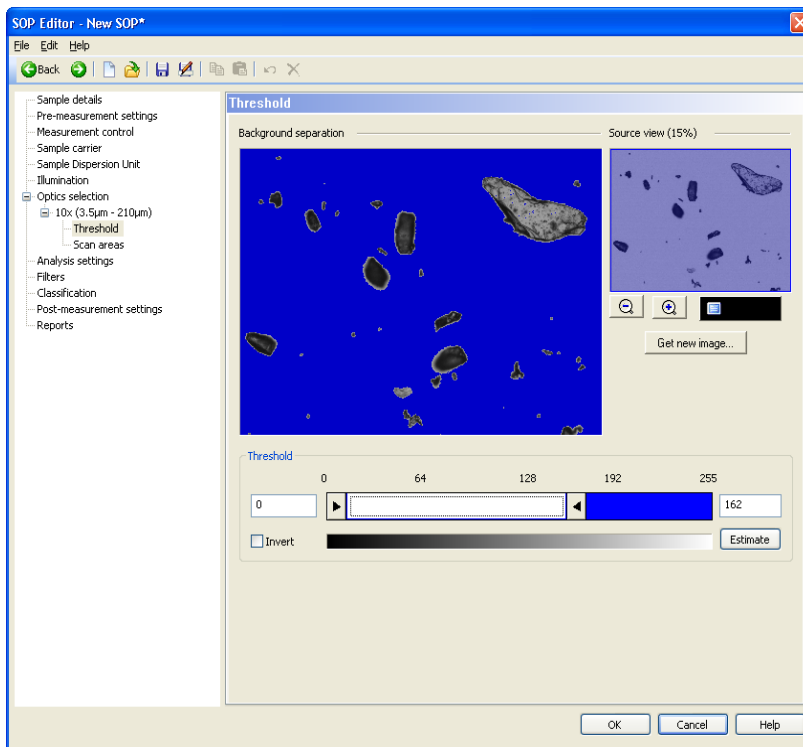 SOP Editor - New SOP*
File Edit Help
Back
Sample details
Pre-measurement settings
Measurement control
Sample carrier
Sample Dispersion Unit
Illumination
Optics selection
10x (3.5µm - 210µm)
Threshold
Scan areas
Analysis settings
Filters
Classification
Post-measurement settings
Reports
Threshold
Background separation
Source view (15%)
Get new image...
Threshold
0 64 128 192 255
0
162
Invert
Estimate
OK Cancel Help